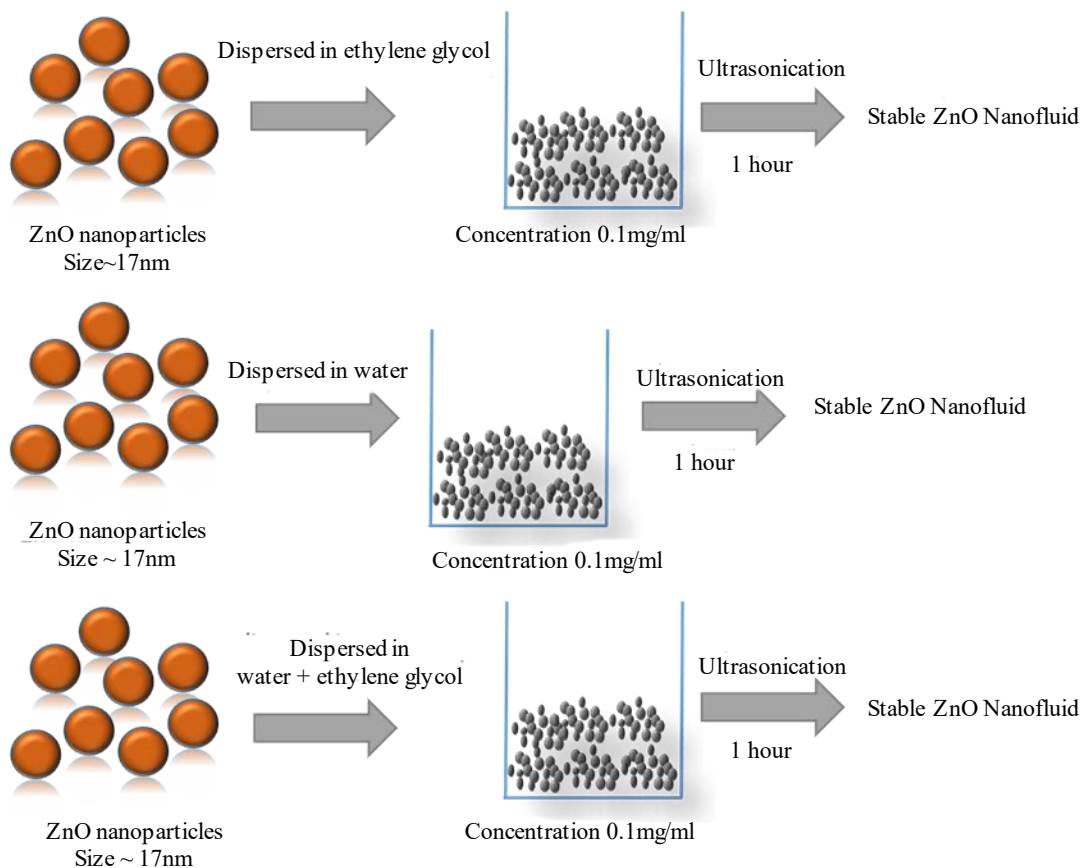 Dispersed in ethylene glycol
Ultrasonication
Stable ZnO Nanofluid
1 hour
ZnO nanoparticles
Size~17nm
Concentration 0.1mg/ml
Dispersed in water
Ultrasonication
Stable ZnO Nanofluid
1 hour
ZnO nanoparticles
Size ~ 17nm
Concentration 0.1mg/ml
Dispersed in
water + ethylene glycol
Ultrasonication
Stable ZnO Nanofluid
1 hour
ZnO nanoparticles
Size ~ 17nm
Concentration 0.1mg/ml